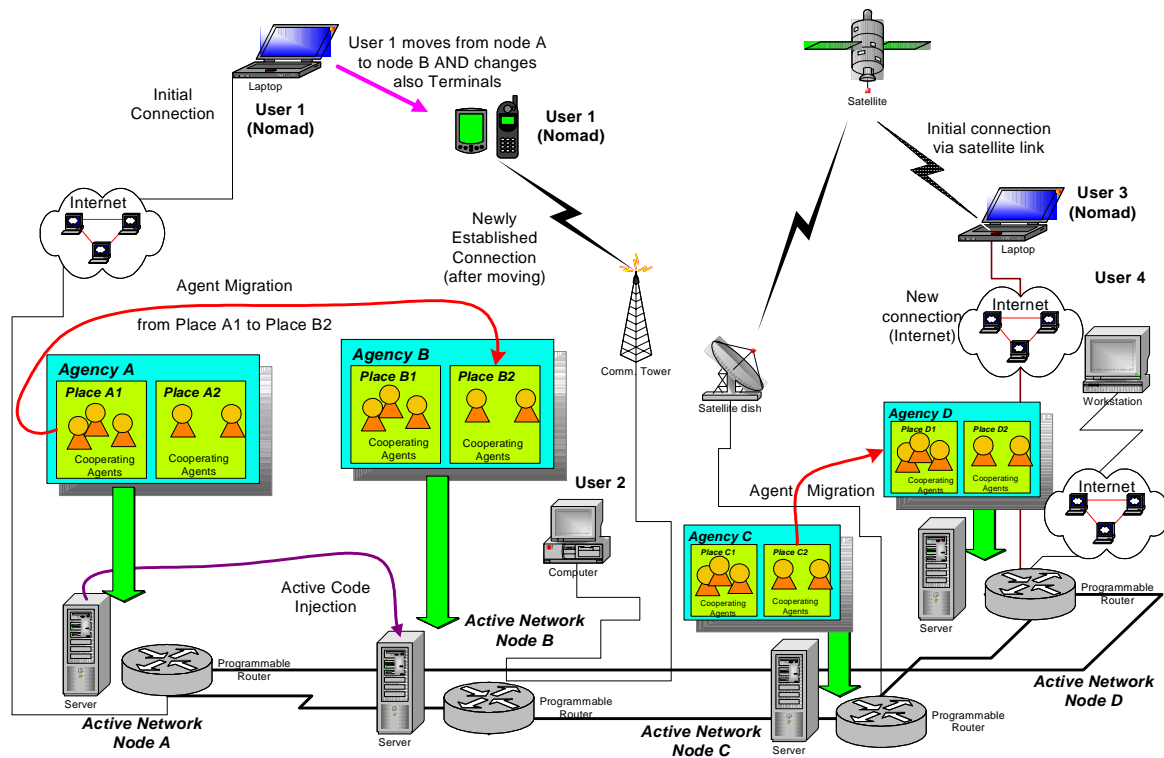 User 1 moves from node A
to node B AND changes
also Terminals
Initial
Connection
Laptop
User 1
(Nomad)
User 1
(Nomad)
Satellite
Initial connection
via satellite link
User 3
(Nomad)
Laptop
Internet
Newly
Established
Connection
(after moving)
Agent Migration
from Place A1 to Place B2
New
connection
(Internet)
Internet
User 4
Workstation
Comm. Tower
Satellite dish
Agency A
Place A1
Cooperating
Agents
Place A2
Cooperating
Agents
Agency B
Place B1
Cooperating
Agents
Place B2
Cooperating
Agents
Agency D
Place D1
Cooperating
Agents
Place D2
Cooperating
Agents
Internet
User 2
Computer
Agent Migration
Agency C
Place C1
Cooperating
Agents
Place C2
Cooperating
Agents
Active Code
Injection
Active Network
Node B
Server
Programmable
Router
Server
Programmable
Router
Active Network
Node A
Server
Programmable
Router
Active Network
Node C
Server
Programmable
Router
Active Network
Node D